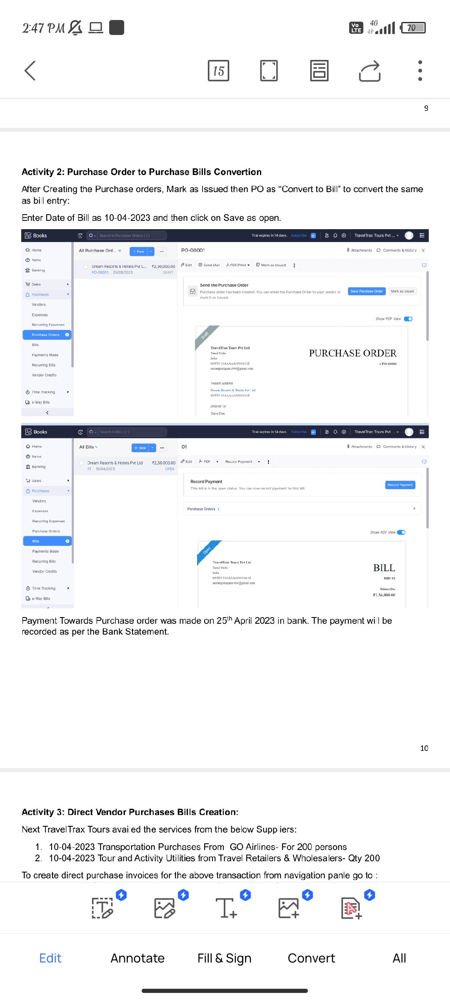 2:47 PM
Vo LTE 4G 70
15
9
Activity 2: Purchase Order to Purchase Bills Convertion
After Creating the Purchase orders, Mark as Issued then PO as “Convert to Bill” to convert the same
as bill entry:
Enter Date of Bill as 10-04-2023 and then click on Save as open.
Books Search in Purchase Orders ( / ) Trial expires in 14 days. Subscribe TravelTrax Tours Pvt ...
Home All Purchase Ord... + New PO-00001 Attachments Comments & History
Items
Edit Send Mail PDF/Print Mark as Issued
Dream Resorts & Hotels Pvt L... ₹2,36,000.00
PO-00001 05/08/2023 DRAFT
Banking
Sales
Send the Purchase Order
Purchase order has been created. You can email the Purchase Order to your vendor or
mark it as Issued.
Send Purchase Order Mark as Issued
Purchases
Vendors
Expenses
Show PDF View
Recurring Expenses
Purchase Orders
Draft
Bills
TravelTrax Tours Pvt Ltd
Tamil Nadu
India
GSTIN 33AAAAA0000A15Z
sairampulugam1999@gmail.com
PURCHASE ORDER
# PO-00001
Payments Made
Recurring Bills
Vendor Credits
Vendor Address
Dream Resorts & Hotels Pvt Ltd
GSTIN 33AAAAA0000A15Z
Time Tracking
e-Way Bills
Deliver To
TravelTrex
Books Search in Bills ( / ) Trial expires in 14 days. Subscribe TravelTrax Tours Pvt ...
Home All Bills + New 01 Attachments Comments & History
Items
Edit PDF Record Payment
Dream Resorts & Hotels Pvt Ltd ₹2,36,000.00
01 10/04/2023 OPEN
Banking
Sales
Record Payment
This bill is in the open status. You can now record payment for this bill.
Record Payment
Purchases
Vendors
Purchase Orders 1
Expenses
Recurring Expenses
Purchase Orders
Show PDF View
Bills
Open
Payments Made
Recurring Bills
Vendor Credits
TravelTrax Tours Pvt Ltd
Tamil Nadu
India
GSTIN 33AAAAA0000A15Z
sairampulugam1999@gmail.com
BILL
Bill# 01
Balance Due
₹2,36,000.00
Time Tracking
e-Way Bills
Payment Towards Purchase order was made on 25th April 2023 in bank. The payment will be
recorded as per the Bank Statement.
10
Activity 3: Direct Vendor Purchases Bills Creation:
Next TravelTrax Tours availed the services from the below Suppliers:
1. 10-04-2023 Transportation Purchases From GO Airlines- For 200 persons
2. 10-04-2023 Tour and Activity Utilities from Travel Retailers & Wholesalers- Qty 200
To create direct purchase invoices for the above transaction from navigation panle go to :
Edit Annotate Fill & Sign Convert All